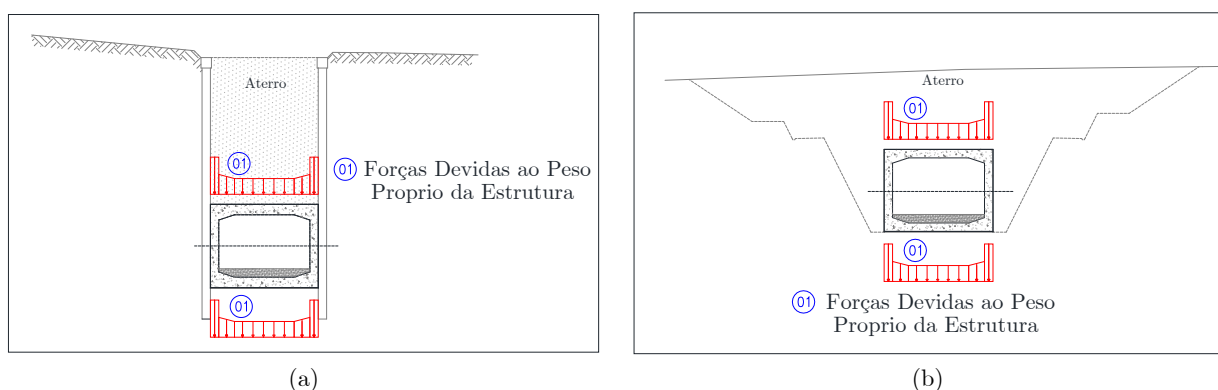 Aterro
01
01 Forças Devidas ao Peso
Proprio da Estrutura
01
(a)
Aterro
01
01
01 Forças Devidas ao Peso
Proprio da Estrutura
(b)